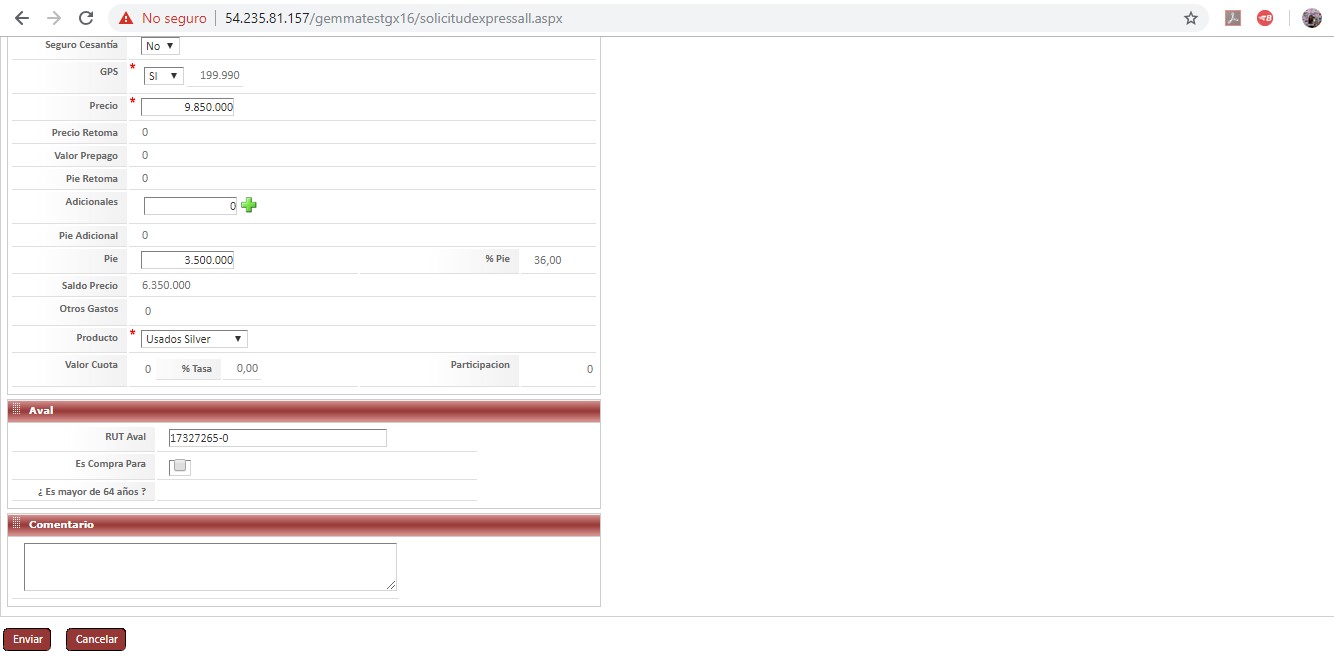 No seguro 54.235.81.157/gemmatestgx16/solicitudexpressall.aspx
Seguro Cesantía No
GPS * SI 199.990
Precio * 9.850.000
Precio Retoma 0
Valor Prepago 0
Pie Retoma 0
Adicionales 0
Pie Adicional 0
Pie 3.500.000 % Pie 36,00
Saldo Precio 6.350.000
Otros Gastos 0
Producto * Usados Silver
Valor Cuota 0 % Tasa 0,00 Participacion 0
Aval
RUT Aval 17327265-0
Es Compra Para
¿ Es mayor de 64 años ?
Comentario
Enviar Cancelar